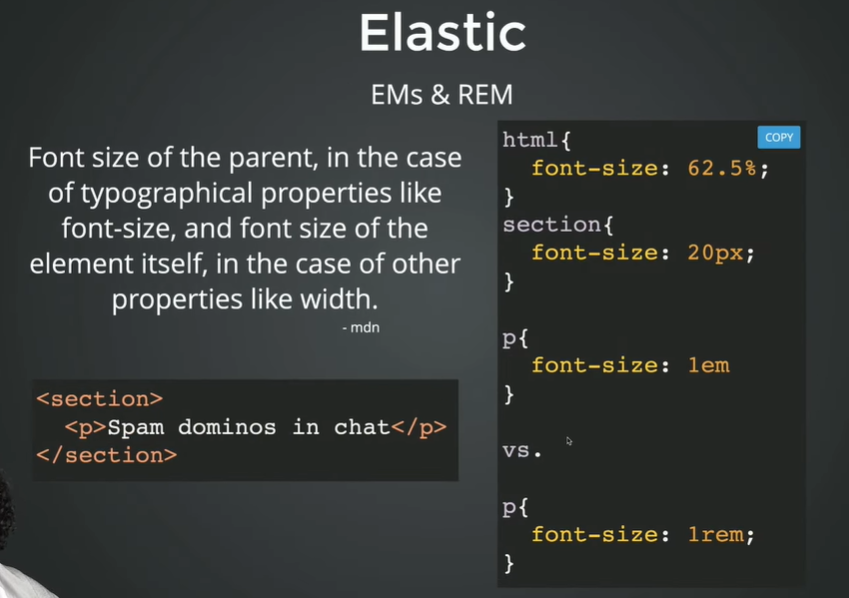 Elastic
EMs & REM
Font size of the parent, in the case
of typographical properties like
font-size, and font size of the
element itself, in the case of other
properties like width.
- mdn
<section>
  <p>Spam dominos in chat</p>
</section>
COPY
html{
  font-size: 62.5%;
}
section{
  font-size: 20px;
}
p{
  font-size: 1em
}
vs.
p{
  font-size: 1rem;
}